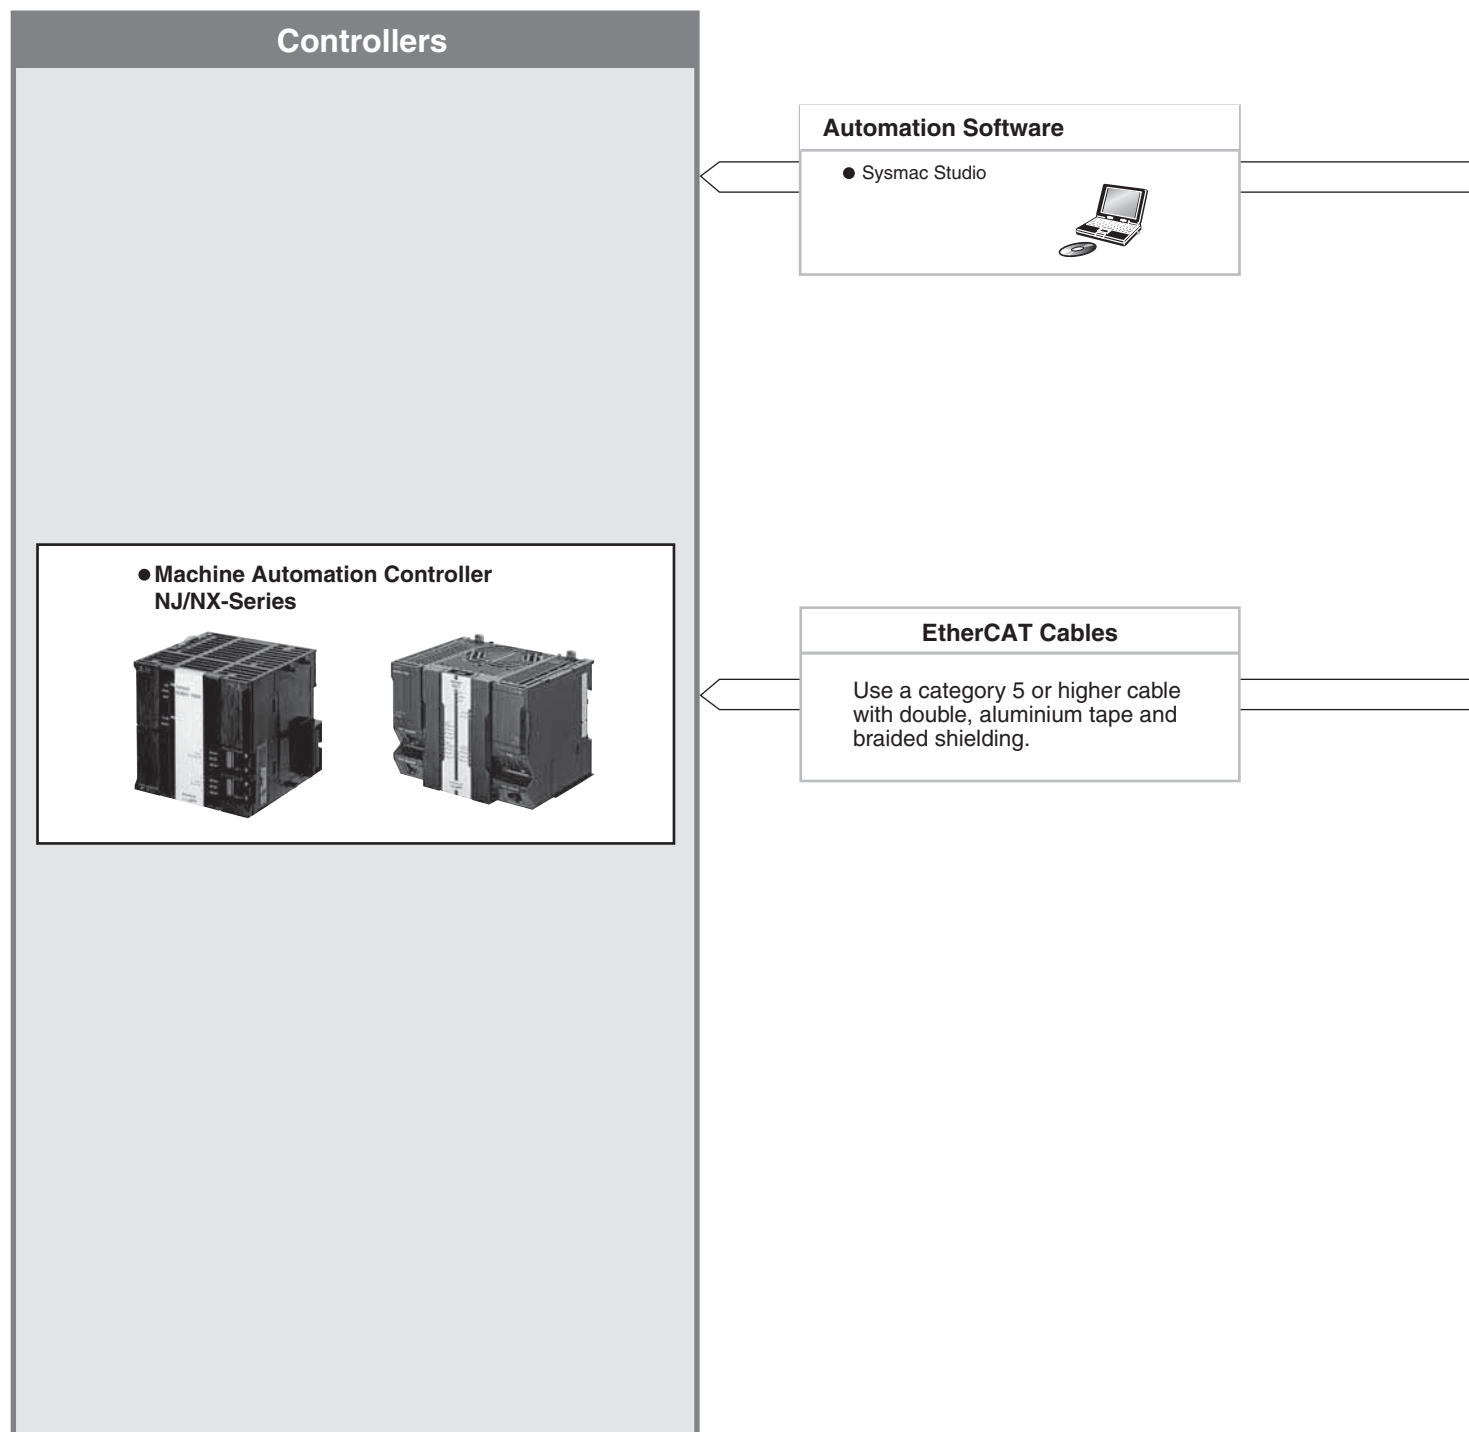 Controllers
Automation Software
● Sysmac Studio
● Machine Automation Controller
NJ/NX-Series
EtherCAT Cables
Use a category 5 or higher cable
with double, aluminium tape and
braided shielding.